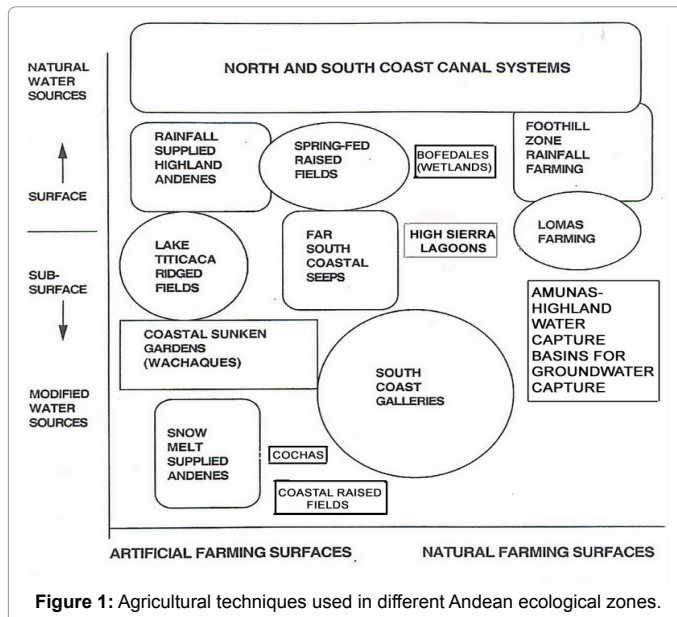 NATURAL
WATER
SOURCES
NORTH AND SOUTH COAST CANAL SYSTEMS
RAINFALL
SUPPLIED
HIGHLAND
ANDENES
SPRING-FED
RAISED
FIELDS
BOFEDALES
(WETLANDS)
FOOTHILL
ZONE
RAINFALL
FARMING
SURFACE
LAKE
TITICACA
RIDGED
FIELDS
FAR
SOUTH
COASTAL
SEEPS
HIGH SIERRA
LAGOONS
LOMAS
FARMING
SUB-
SURFACE
COASTAL SUNKEN
GARDENS
(WACHAQUES)
SOUTH
COAST
GALLERIES
AMUNAS-
HIGHLAND
WATER
CAPTURE
BASINS FOR
GROUNDWATER
CAPTURE
MODIFIED
WATER
SOURCES
SNOW
MELT
SUPPLIED
ANDENES
COCHAS
COASTAL RAISED
FIELDS
ARTIFICIAL FARMING SURFACES
NATURAL FARMING SURFACES
Figure 1: Agricultural techniques used in different Andean ecological zones.